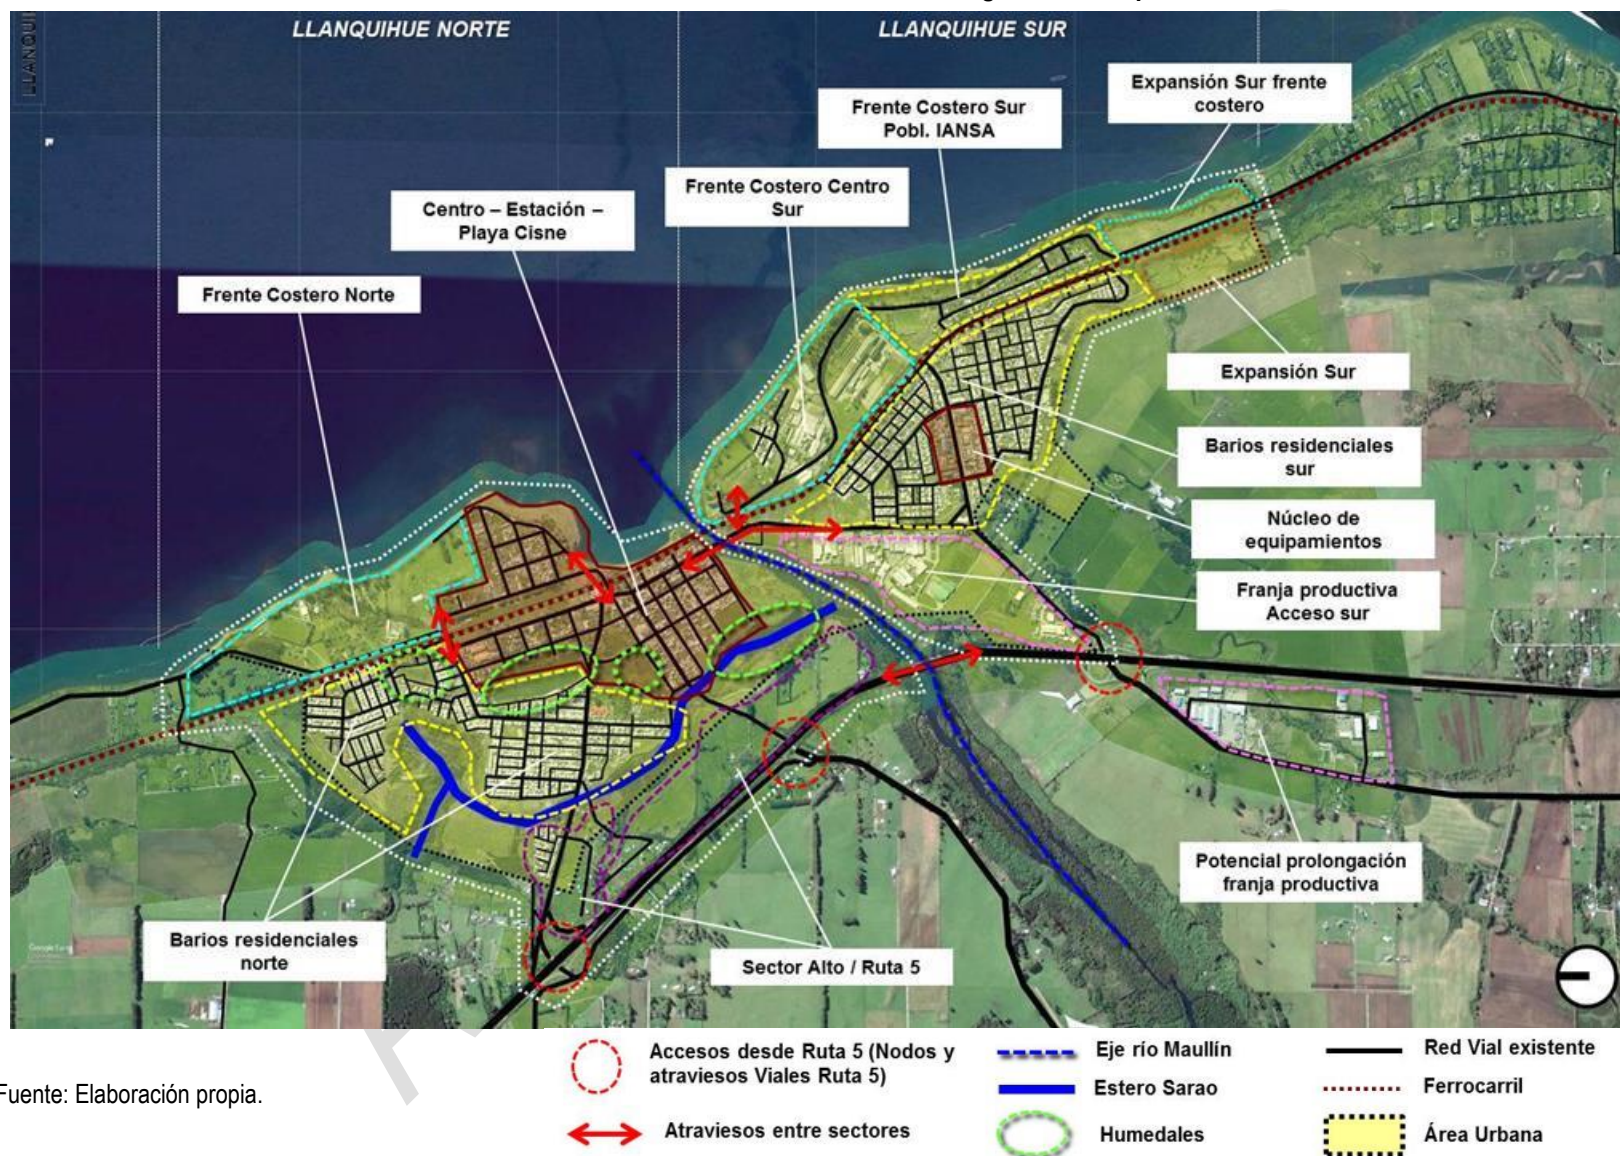 LLANQUIHUE NORTE
LLANQUIHUE SUR
Expansión Sur frente
costero
Frente Costero Sur
Pobl. IANSA
Frente Costero Centro
Sur
Centro – Estación –
Playa Cisne
Frente Costero Norte
Expansión Sur
Barios residenciales
sur
Núcleo de
equipamientos
Franja productiva
Acceso sur
Potencial prolongación
franja productiva
Barios residenciales
norte
Sector Alto / Ruta 5
Accesos desde Ruta 5 (Nodos y
atraviesos Viales Ruta 5)
Atraviesos entre sectores
Eje río Maullín
Estero Sarao
Humedales
Red Vial existente
Ferrocarril
Área Urbana
Fuente: Elaboración propia.